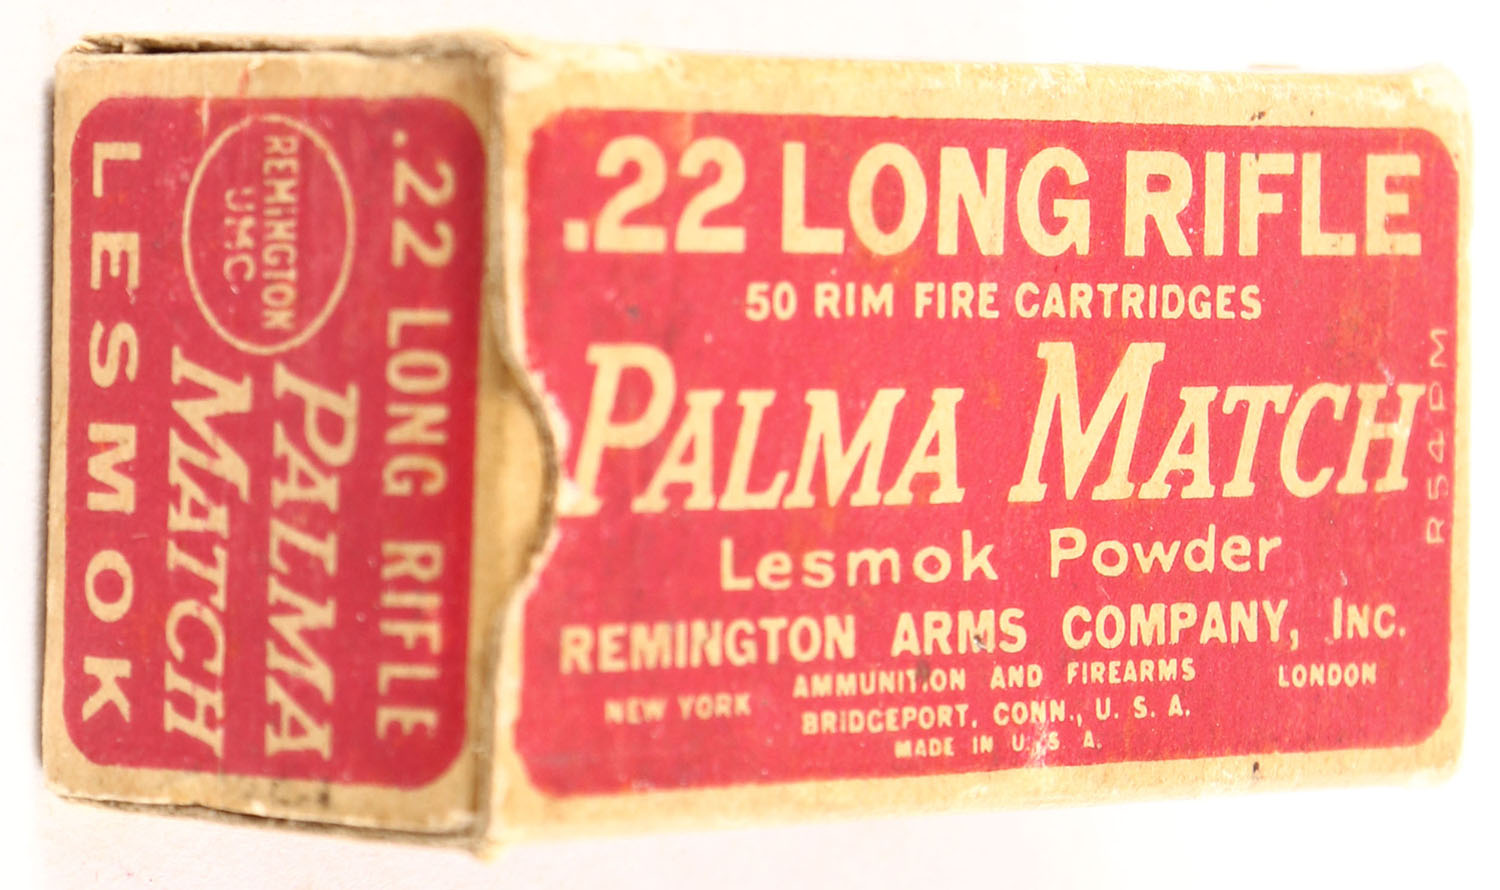 .22 LONG RIFLE
50 RIM FIRE CARTRIDGES
PALMA MATCH
Lesmok Powder
REMINGTON ARMS COMPANY, INC.
AMMUNITION AND FIREARMS
NEW YORK
LONDON
BRIDGEPORT, CONN., U. S. A.
MADE IN U. S. A.
R54PM
.22 LONG RIFLE
REMINGTON
UMC.
PALMA
MATCH
LESMOK